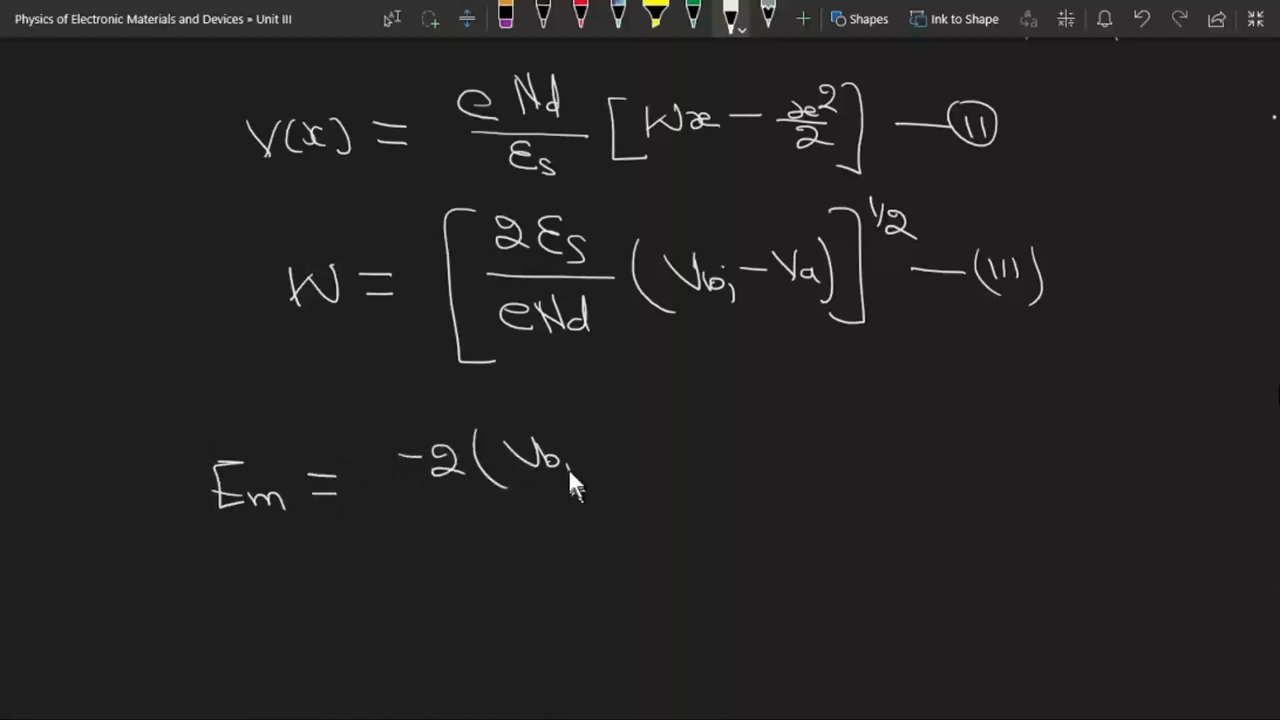 Physics of Electronic Materials and Devices » Unit III
Shapes
Ink to Shape
V(x) = eNd/εs [Wx - x²/2] — (II)
W = [2εs/eNd (Vbi - Va)]^1/2 — (III)
Em = -2(Vbi